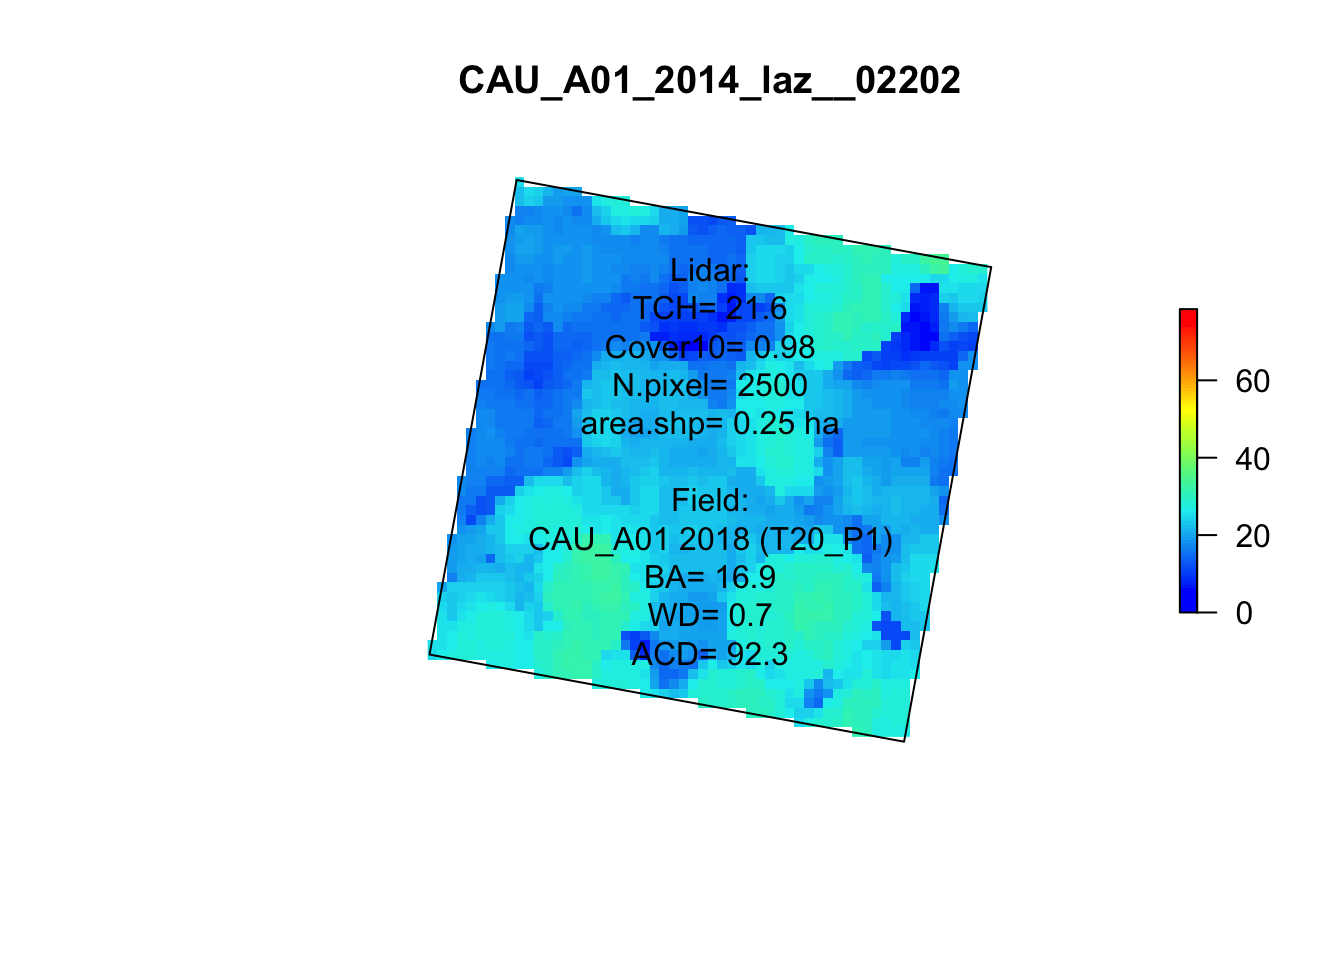 CAU_A01_2014_laz__02202
Lidar:
TCH= 21.6
Cover10= 0.98
N.pixel= 2500
area.shp= 0.25 ha
Field:
CAU_A01 2018 (T20_P1)
BA= 16.9
WD= 0.7
ACD= 92.3
60
40
20
0